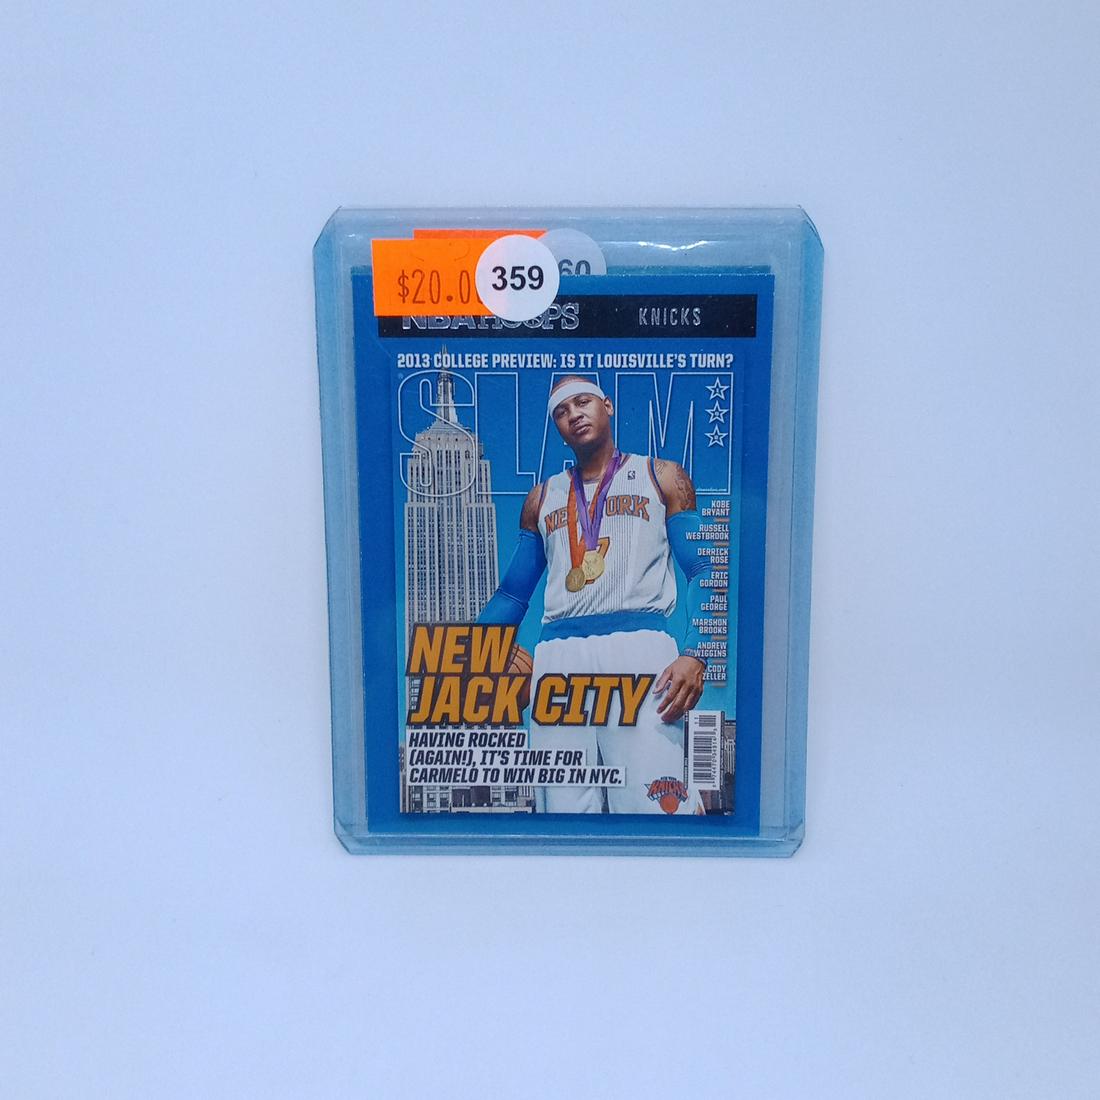 $20.0
359
60
NBA HOOPS
KNICKS
2013 COLLEGE PREVIEW: IS IT LOUISVILLE'S TURN?
SLAM
NEW YORK
7
KOBE
BRYANT
RUSSELL
WESTBROOK
DERRICK
ROSE
ERIC
GORDON
PAUL
GEORGE
MARSHON
BROOKS
ANDREW
WIGGINS
CODY
ZELLER
NEW
JACK CITY
HAVING ROCKED
(AGAIN!), IT'S TIME FOR
CARMELO TO WIN BIG IN NYC.
KNICKS